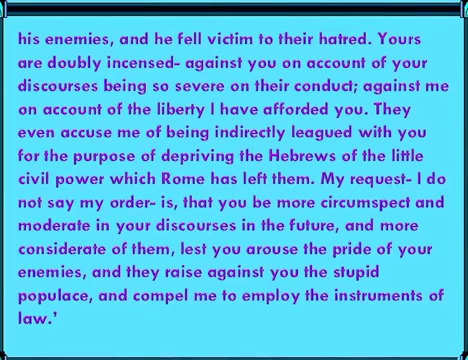 his enemies, and he fell victim to their hatred. Yours
are doubly incensed- against you on account of your
discourses being so severe on their conduct; against me
on account of the liberty I have afforded you. They
even accuse me of being indirectly leagued with you
for the purpose of depriving the Hebrews of the little
civil power which Rome has left them. My request- I do
not say my order- is, that you be more circumspect and
moderate in your discourses in the future, and more
considerate of them, lest you arouse the pride of your
enemies, and they raise against you the stupid
populace, and compel me to employ the instruments of
law.'